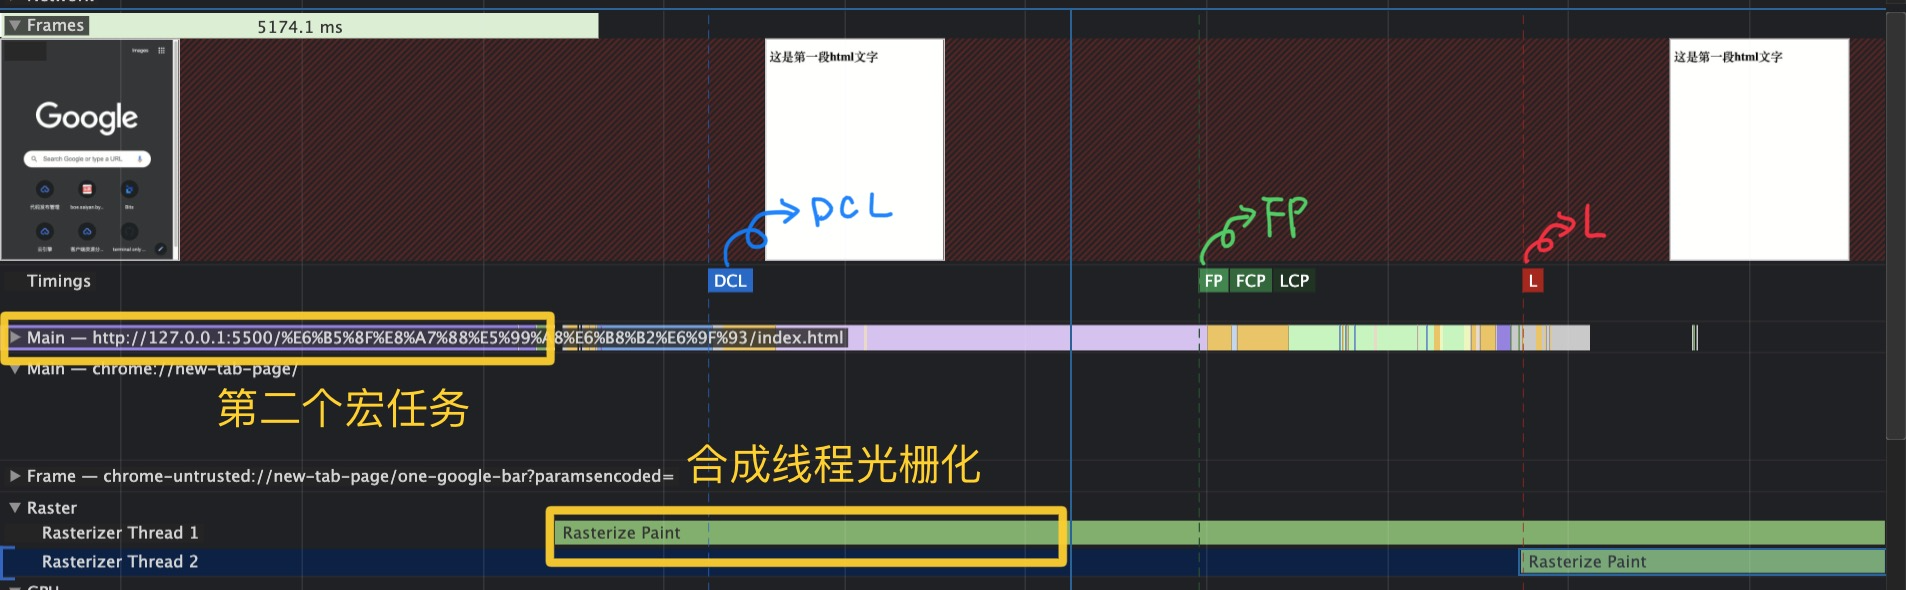 Frames
5174.1 ms
Images
Google
Search Google or type a URL
这是第一段html文字
这是第一段html文字
DCL
FP
L
Timings
DCL
FP FCP LCP
L
Main — http://127.0.0.1:5500/%E6%B5%8F%E8%A7%88%E5%99%A8%E6%B8%B2%E6%9F%93/index.html
Main — chrome://new-tab-page/
第二个宏任务
合成线程光栅化
Frame — chrome-untrusted://new-tab-page/one-google-bar?paramsencoded=
Raster
Rasterizer Thread 1
Rasterize Paint
Rasterizer Thread 2
Rasterize Paint